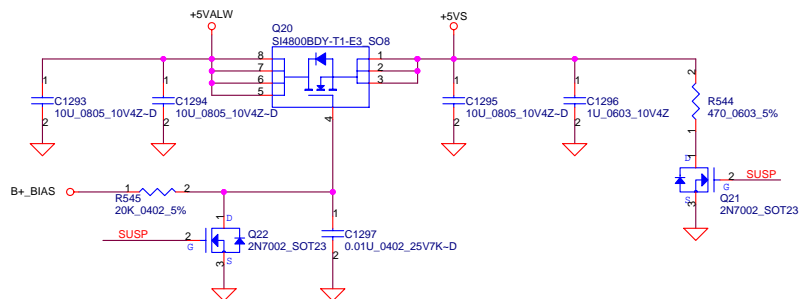 +5VALW
Q20
SI4800BDY-T1-E3_SO8
+5VS
8
7
6
5
1
2
3
4
1
C1293
10U_0805_10V4Z~D
2
1
C1294
10U_0805_10V4Z~D
2
1
C1295
10U_0805_10V4Z~D
2
1
C1296
1U_0603_10V4Z
2
2
R544
470_0603_5%
1
1
D
2
SUSP
G
S
3
Q21
2N7002_SOT23
B+_BIAS
1
2
R545
20K_0402_5%
SUSP
2
G
1
D
Q22
2N7002_SOT23
S
3
1
C1297
0.01U_0402_25V7K~D
2